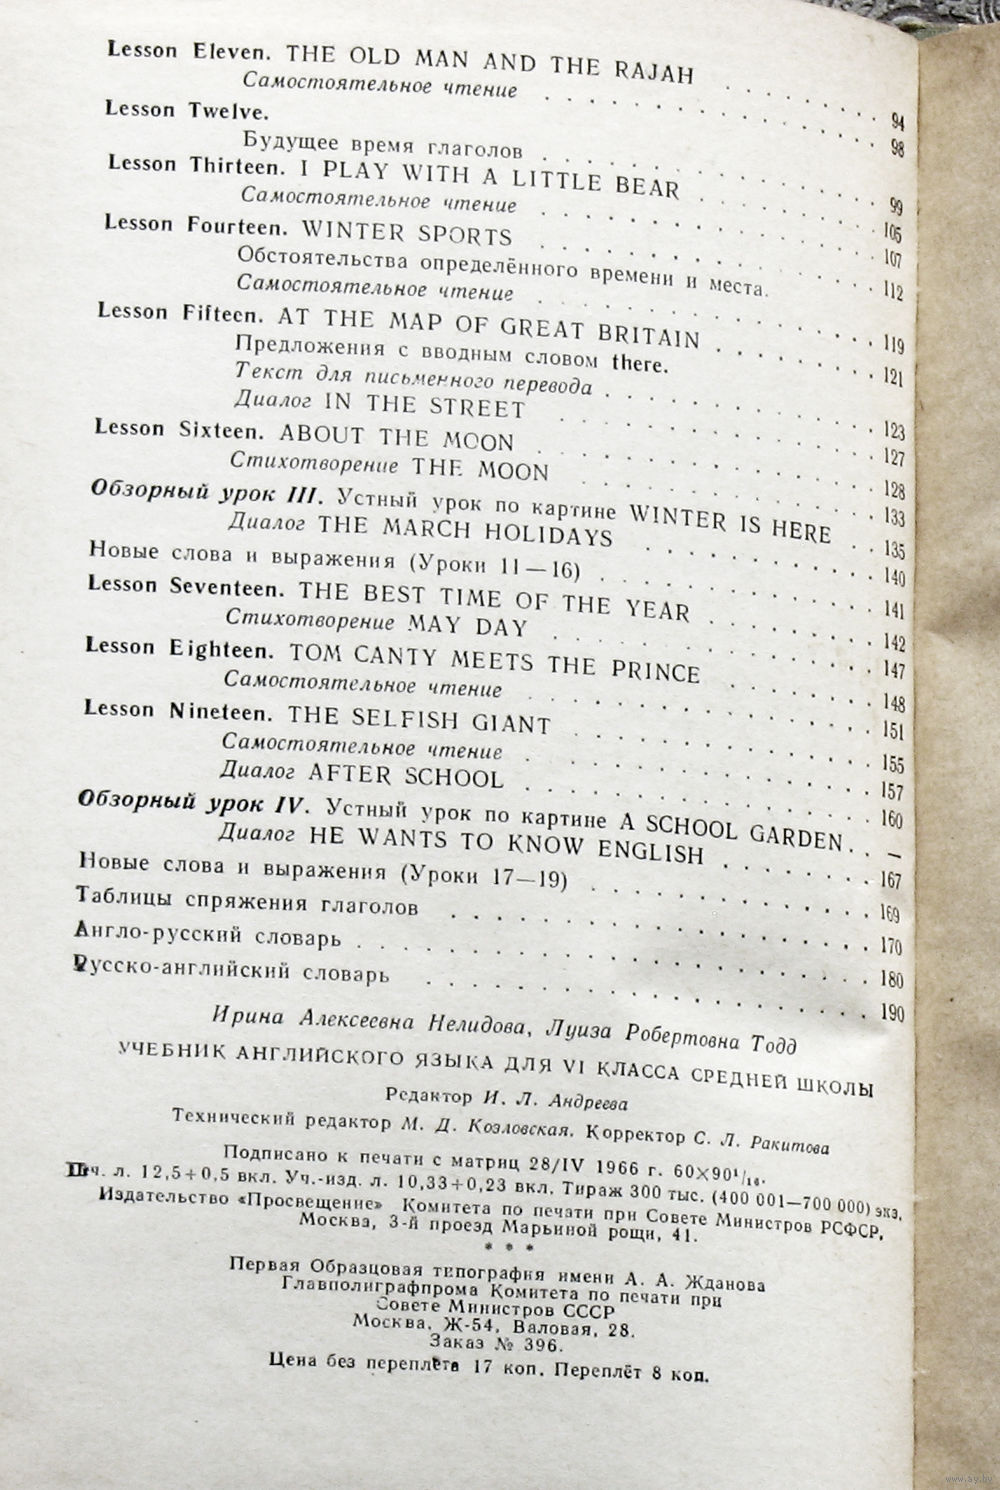 Lesson Eleven. THE OLD MAN AND THE RAJAH . . . . . . 94
Самостоятельное чтение . . . . . . . . . . . 98
Lesson Twelve.
Будущее время глаголов . . . . . . . . . . . 99
Lesson Thirteen. I PLAY WITH A LITTLE BEAR . . . . . . 105
Самостоятельное чтение . . . . . . . . . . . 107
Lesson Fourteen. WINTER SPORTS . . . . . . . . . . . 112
Обстоятельства определённого времени и места.
Самостоятельное чтение . . . . . . . . . . . 119
Lesson Fifteen. AT THE MAP OF GREAT BRITAIN . . . . . . 121
Предложения с вводным словом there.
Текст для письменного перевода . . . . . . . . . 123
Диалог IN THE STREET . . . . . . . . . . . 127
Lesson Sixteen. ABOUT THE MOON . . . . . . . . . . . 128
Стихотворение THE MOON . . . . . . . . . . . 133
Обзорный урок III. Устный урок по картине WINTER IS HERE . . 135
Диалог THE MARCH HOLIDAYS . . . . . . . . 140
Новые слова и выражения (Уроки 11—16) . . . . . . . . . 141
Lesson Seventeen. THE BEST TIME OF THE YEAR . . . . . . 142
Стихотворение MAY DAY . . . . . . . . . . . 147
Lesson Eighteen. TOM CANTY MEETS THE PRINCE . . . . . . 148
Самостоятельное чтение . . . . . . . . . . . 151
Lesson Nineteen. THE SELFISH GIANT . . . . . . . . . . 155
Самостоятельное чтение . . . . . . . . . . . 157
Диалог AFTER SCHOOL . . . . . . . . . . . 160
Обзорный урок IV. Устный урок по картине A SCHOOL GARDEN . . —
Диалог HE WANTS TO KNOW ENGLISH . . . . . . 167
Новые слова и выражения (Уроки 17—19) . . . . . . . . . 169
Таблицы спряжения глаголов . . . . . . . . . . . . . 170
Англо-русский словарь . . . . . . . . . . . . . . . . 180
Русско-английский словарь . . . . . . . . . . . . . . 190
Ирина Алексеевна Нелидова, Луиза Робертовна Тодд
УЧЕБНИК АНГЛИЙСКОГО ЯЗЫКА ДЛЯ VI КЛАССА СРЕДНЕЙ ШКОЛЫ
Редактор И. Л. Андреева
Технический редактор М. Д. Козловская. Корректор С. Л. Ракитова
Подписано к печати с матриц 28/IV 1966 г. 60×90¹/₁₆.
Печ. л. 12,5+0,5 вкл. Уч.-изд. л. 10,33+0,23 вкл. Тираж 300 тыс. (400 001—700 000) экз.
Издательство «Просвещение» Комитета по печати при Совете Министров РСФСР,
Москва, 3-й проезд Марьиной рощи, 41.
* * *
Первая Образцовая типография имени А. А. Жданова
Главполиграфпрома Комитета по печати при
Совете Министров СССР
Москва, Ж-54, Валовая, 28.
Заказ № 396.
Цена без переплёта 17 коп. Переплёт 8 коп.
www.ay.by